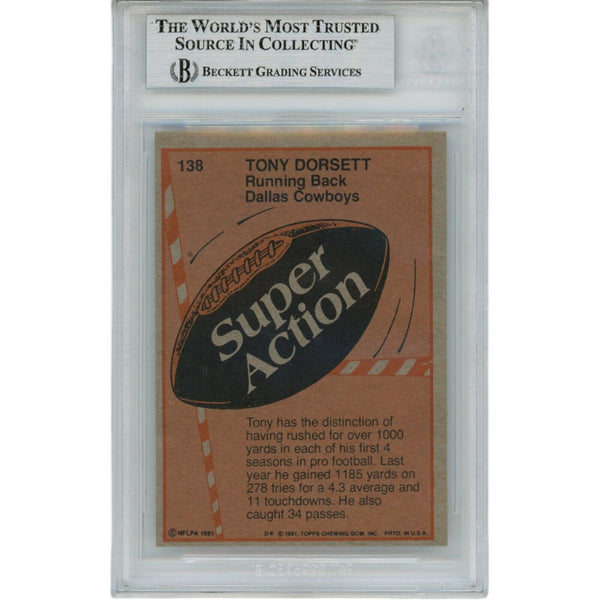 THE WORLD'S MOST TRUSTED
SOURCE IN COLLECTING
B BECKETT GRADING SERVICES
138 TONY DORSETT
Running Back
Dallas Cowboys
Super
Action
Tony has the distinction of
having rushed for over 1000
yards in each of his first 4
seasons in pro football. Last
year he gained 1185 yards on
278 tries for a 4.3 average and
11 touchdowns. He also
caught 34 passes.
© NFLPA 1981 D* © 1981, TOPPS CHEWING GUM, INC. PRTD. IN U.S.A.